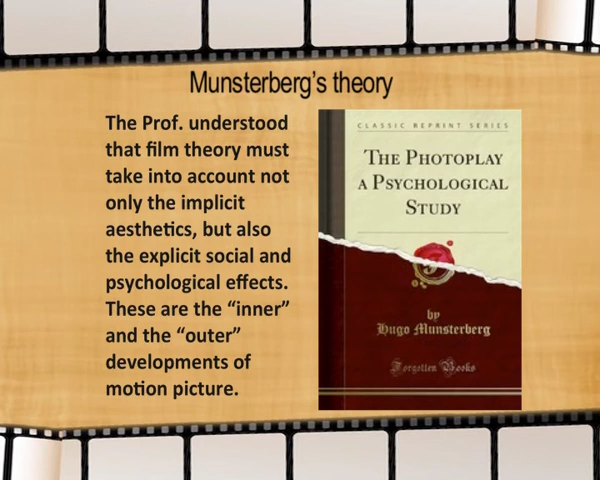 Munsterberg's theory
The Prof. understood
that film theory must
take into account not
only the implicit
aesthetics, but also
the explicit social and
psychological effects.
These are the “inner”
and the “outer”
developments of
motion picture.
CLASSIC REPRINT SERIES
THE PHOTOPLAY
A PSYCHOLOGICAL
STUDY
by
Hugo Munsterberg
Forgotten Books